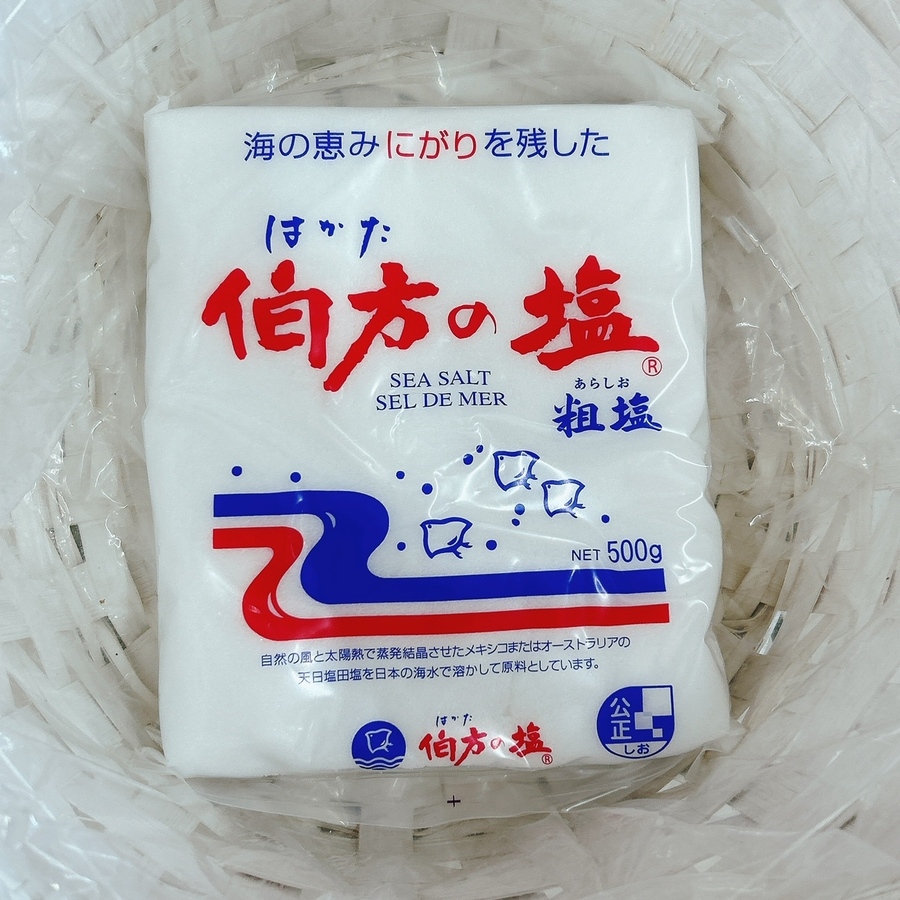 海の恵みにがりを残した
はかた
伯方の塩®
SEA SALT
SEL DE MER
あらしお
粗塩
NET 500g
自然の風と太陽熱で蒸発結晶させたメキシコまたはオーストラリアの
天日塩田塩を日本の海水で溶かして原料としています。
はかた
伯方の塩®
公正
しお